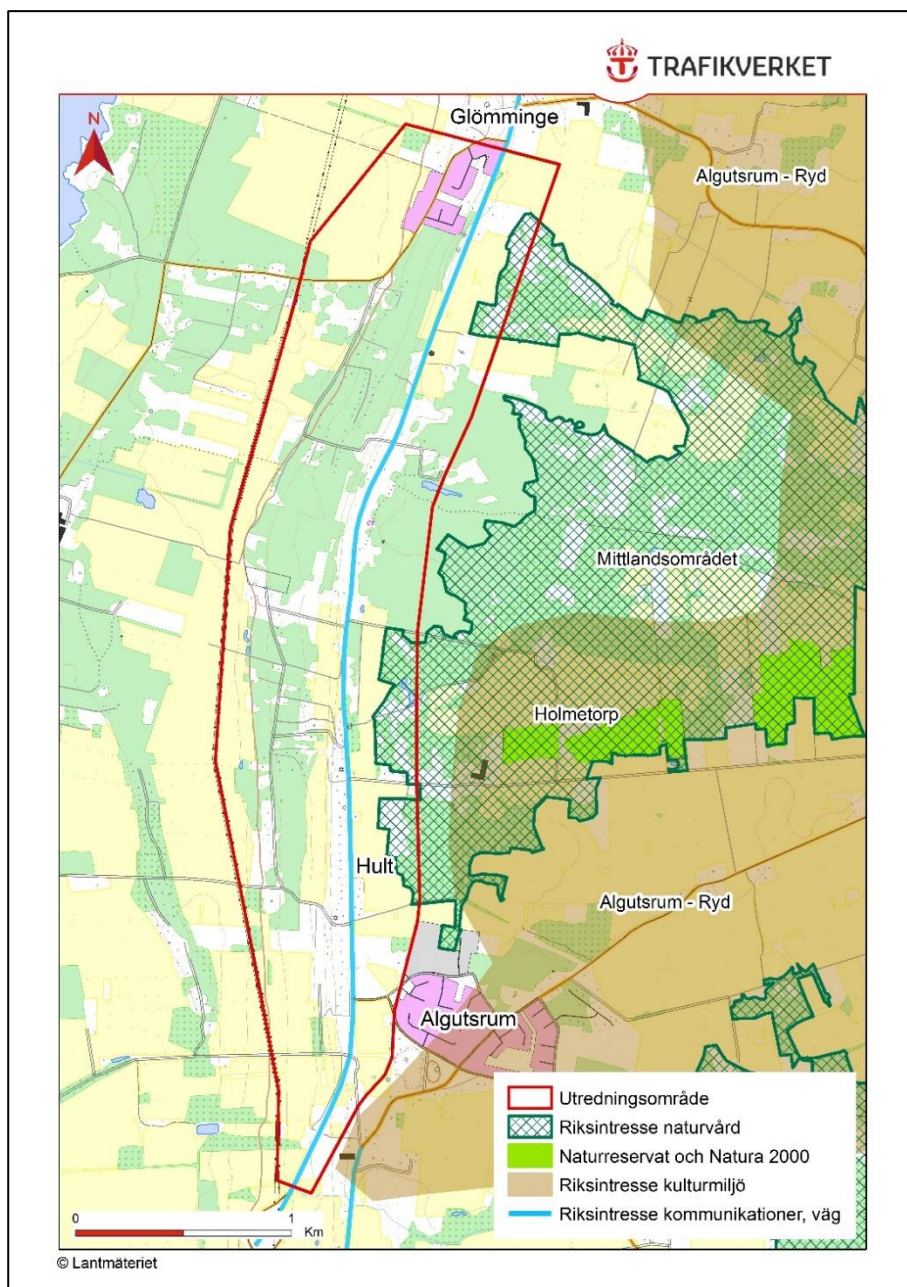 TRAFIKVERKET
N
Glömminge
Algutsrum - Ryd
Mittlandsområdet
Holmetorp
Hult
Algutsrum - Ryd
Algutsrum
Utredningsområde
Riksintresse naturvård
Naturreservat och Natura 2000
Riksintresse kulturmiljö
Riksintresse kommunikationer, väg
0 1
Km
© Lantmäteriet